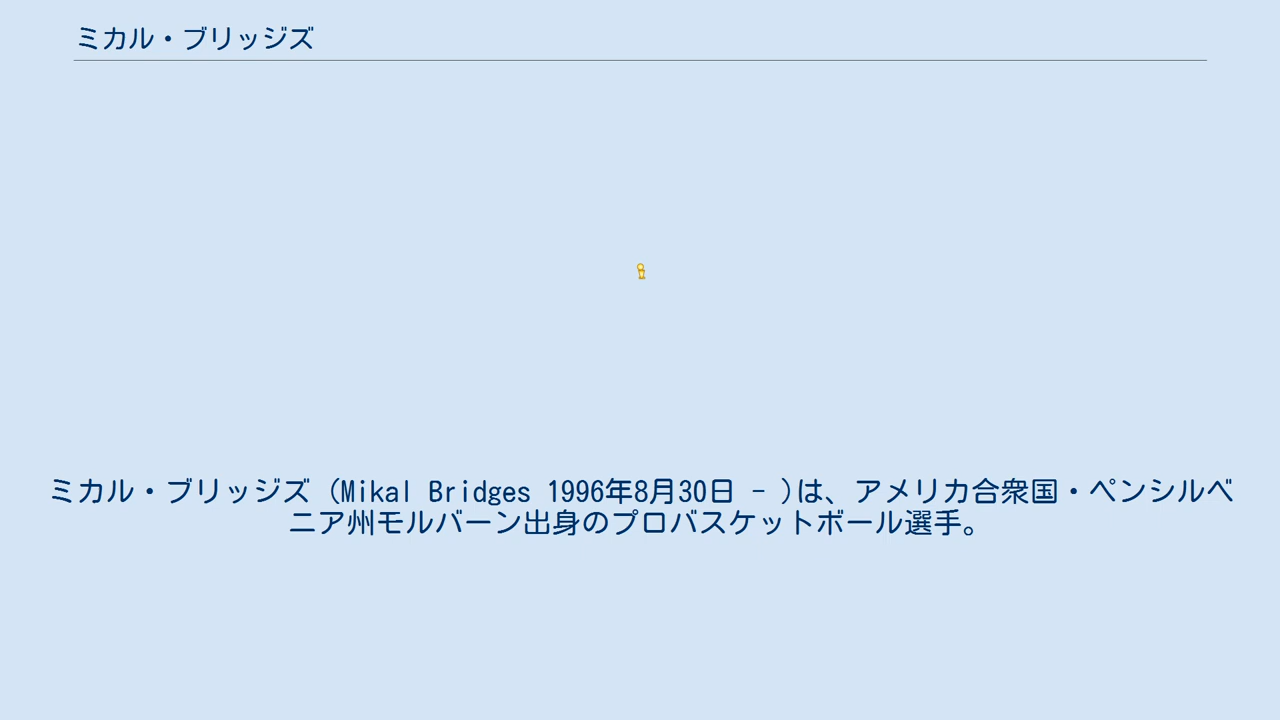 ミカル・ブリッジズ
ミカル・ブリッジズ (Mikal Bridges 1996年8月30日 - )は、アメリカ合衆国・ペンシルベ
ニア州モルバーン出身のプロバスケットボール選手。